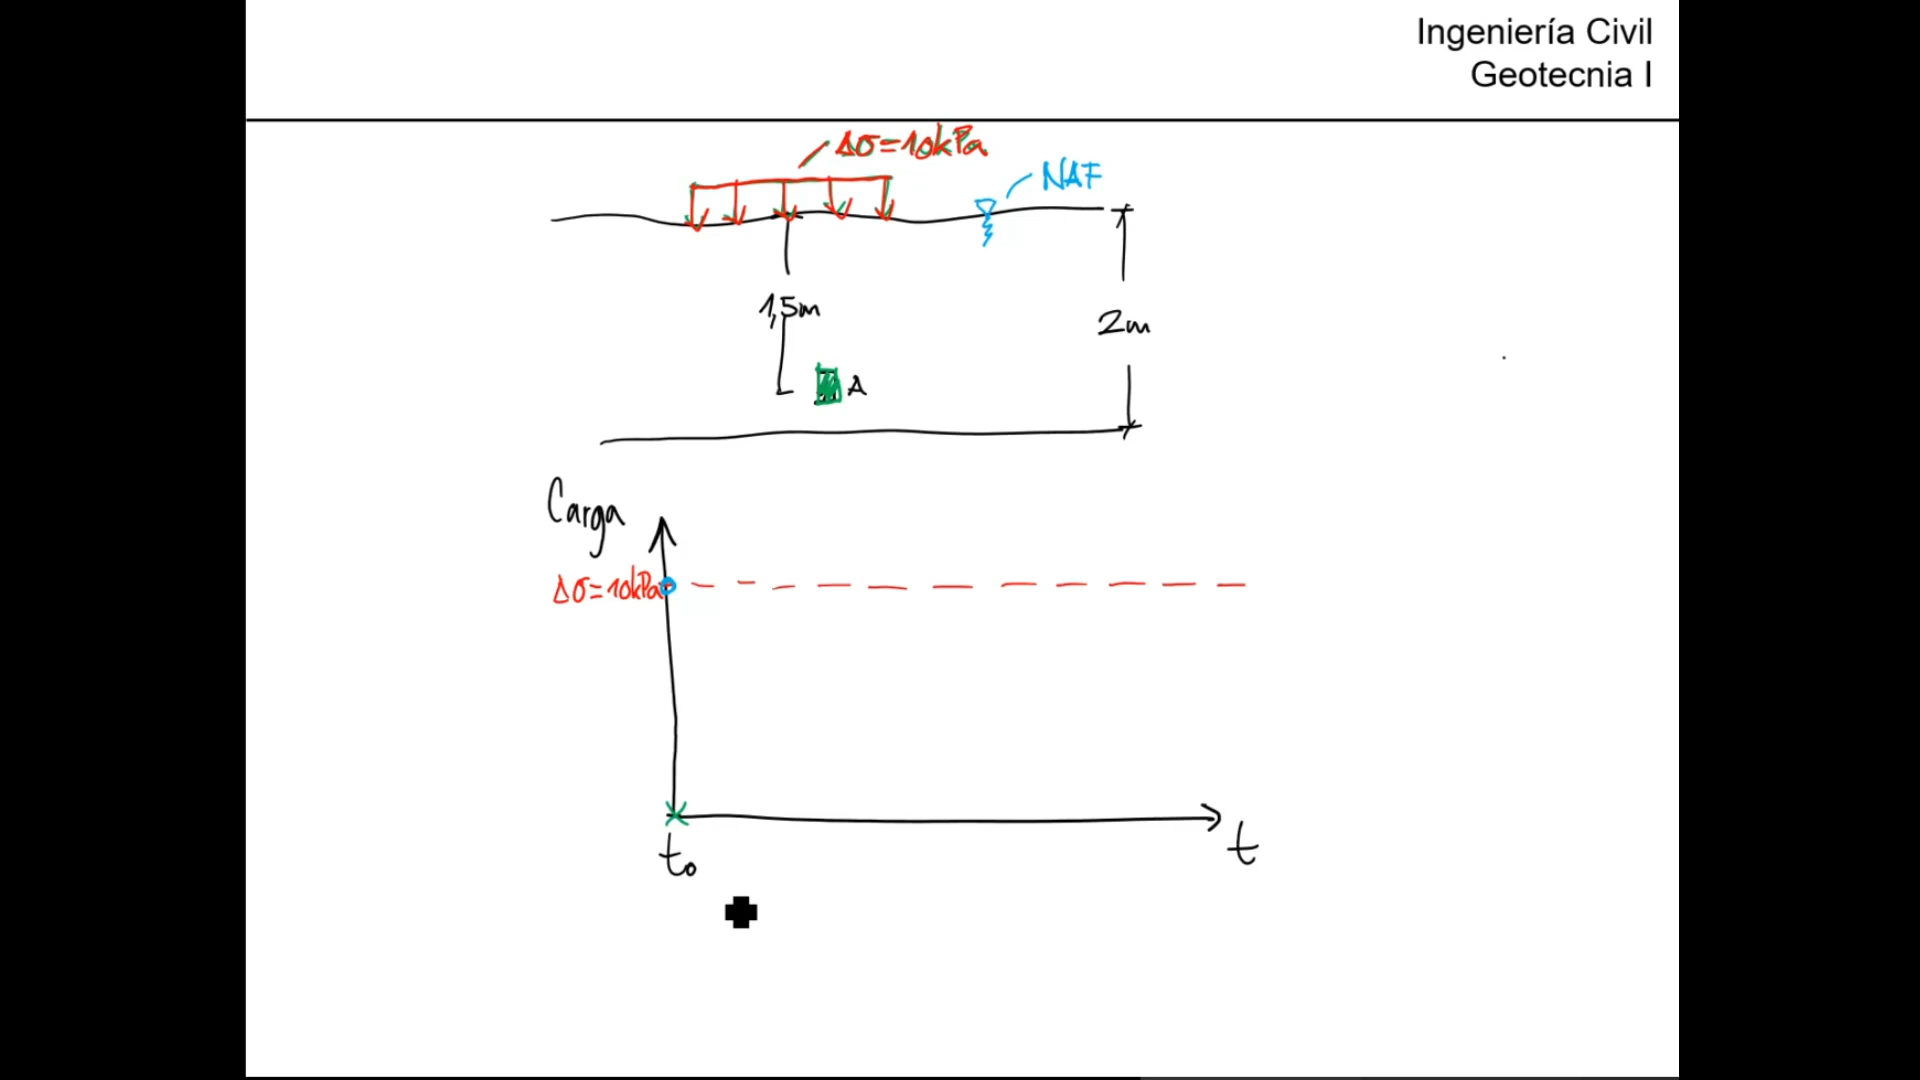 Ingeniería Civil
Geotecnia I
Δσ=10kPa
NAF
1,5m
2m
A
Carga
Δσ=10kPa
t
t₀